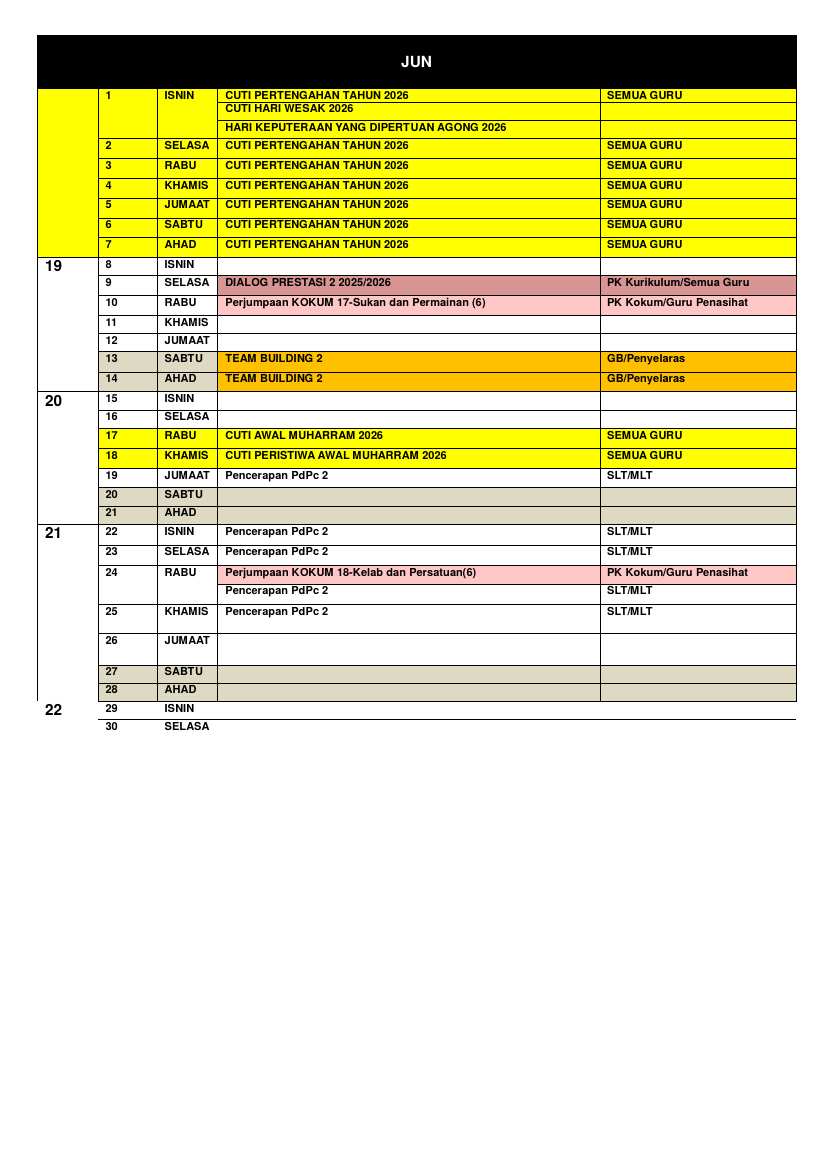 JUN
1 ISNIN CUTI PERTENGAHAN TAHUN 2026 SEMUA GURU
CUTI HARI WESAK 2026
HARI KEPUTERAAN YANG DIPERTUAN AGONG 2026
2 SELASA CUTI PERTENGAHAN TAHUN 2026 SEMUA GURU
3 RABU CUTI PERTENGAHAN TAHUN 2026 SEMUA GURU
4 KHAMIS CUTI PERTENGAHAN TAHUN 2026 SEMUA GURU
5 JUMAAT CUTI PERTENGAHAN TAHUN 2026 SEMUA GURU
6 SABTU CUTI PERTENGAHAN TAHUN 2026 SEMUA GURU
7 AHAD CUTI PERTENGAHAN TAHUN 2026 SEMUA GURU
19 8 ISNIN
9 SELASA DIALOG PRESTASI 2 2025/2026 PK Kurikulum/Semua Guru
10 RABU Perjumpaan KOKUM 17-Sukan dan Permainan (6) PK Kokum/Guru Penasihat
11 KHAMIS
12 JUMAAT
13 SABTU TEAM BUILDING 2 GB/Penyelaras
14 AHAD TEAM BUILDING 2 GB/Penyelaras
20 15 ISNIN
16 SELASA
17 RABU CUTI AWAL MUHARRAM 2026 SEMUA GURU
18 KHAMIS CUTI PERISTIWA AWAL MUHARRAM 2026 SEMUA GURU
19 JUMAAT Pencerapan PdPc 2 SLT/MLT
20 SABTU
21 AHAD
21 22 ISNIN Pencerapan PdPc 2 SLT/MLT
23 SELASA Pencerapan PdPc 2 SLT/MLT
24 RABU Perjumpaan KOKUM 18-Kelab dan Persatuan(6) PK Kokum/Guru Penasihat
Pencerapan PdPc 2 SLT/MLT
25 KHAMIS Pencerapan PdPc 2 SLT/MLT
26 JUMAAT
27 SABTU
28 AHAD
22 29 ISNIN
30 SELASA